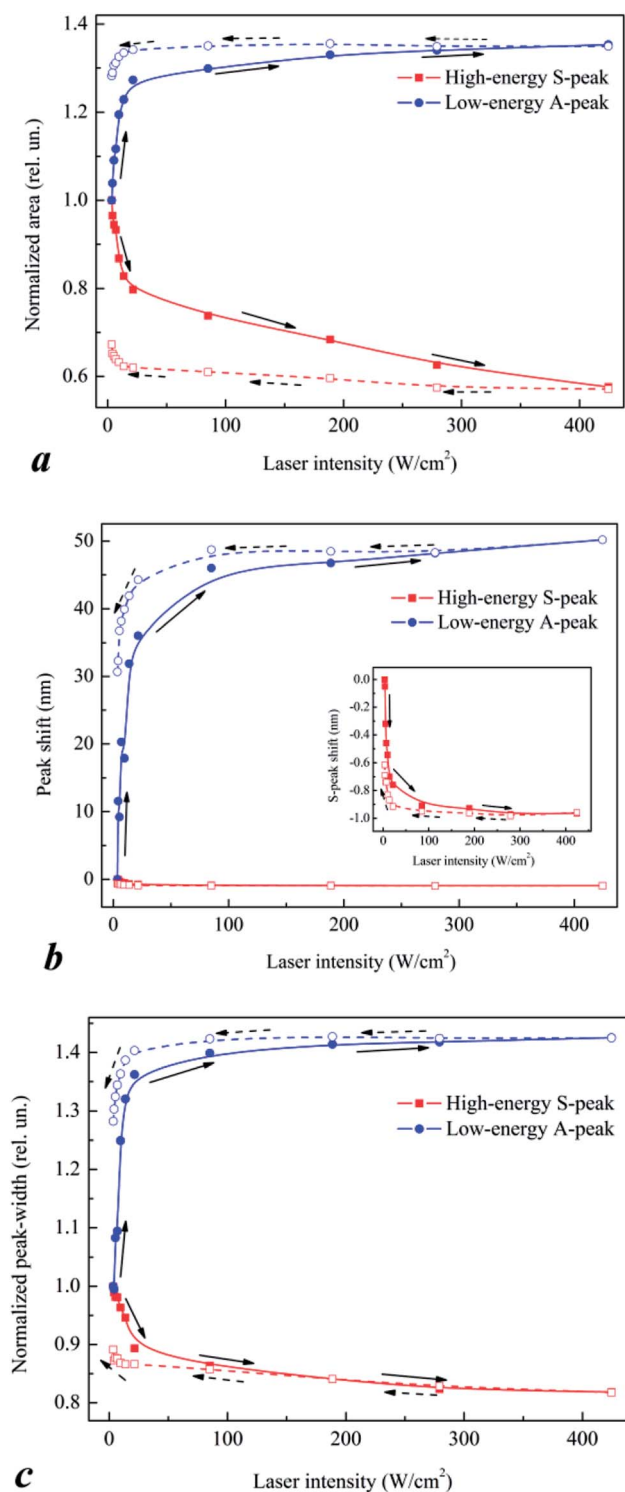 1.4
1.2
1.0
0.8
0.6
Normalized area (rel. un.)
High-energy S-peak
Low-energy A-peak
0 100 200 300 400
Laser intensity (W/cm²)
a
50
40
30
20
10
0
Peak shift (nm)
High-energy S-peak
Low-energy A-peak
0.0
-0.2
-0.4
-0.6
-0.8
-1.0
S-peak shift (nm)
0 100 200 300 400
Laser intensity (W/cm²)
0 100 200 300 400
Laser intensity (W/cm²)
b
1.4
1.3
1.2
1.1
1.0
0.9
0.8
Normalized peak-width (rel. un.)
High-energy S-peak
Low-energy A-peak
0 100 200 300 400
Laser intensity (W/cm²)
c